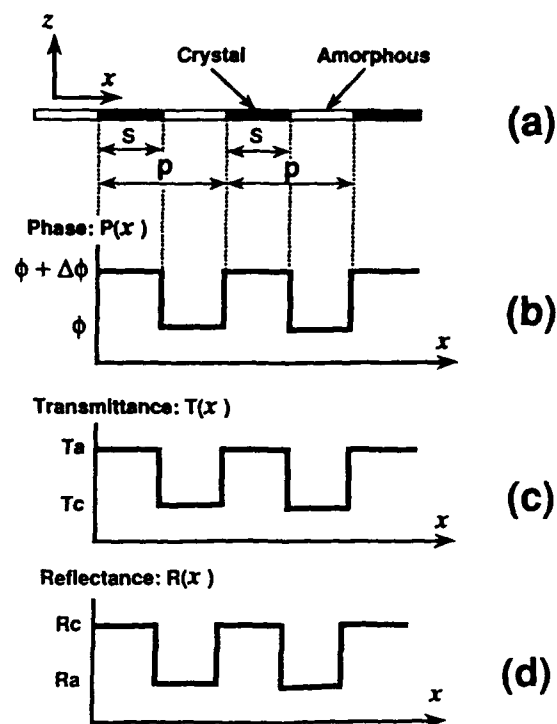 z
x
Crystal Amorphous
(a)
S S
p p
Phase: P(x)
ϕ + Δϕ
ϕ
x
(b)
Transmittance: T(x)
Ta
Tc
x
(c)
Reflectance: R(x)
Rc
Ra
x
(d)